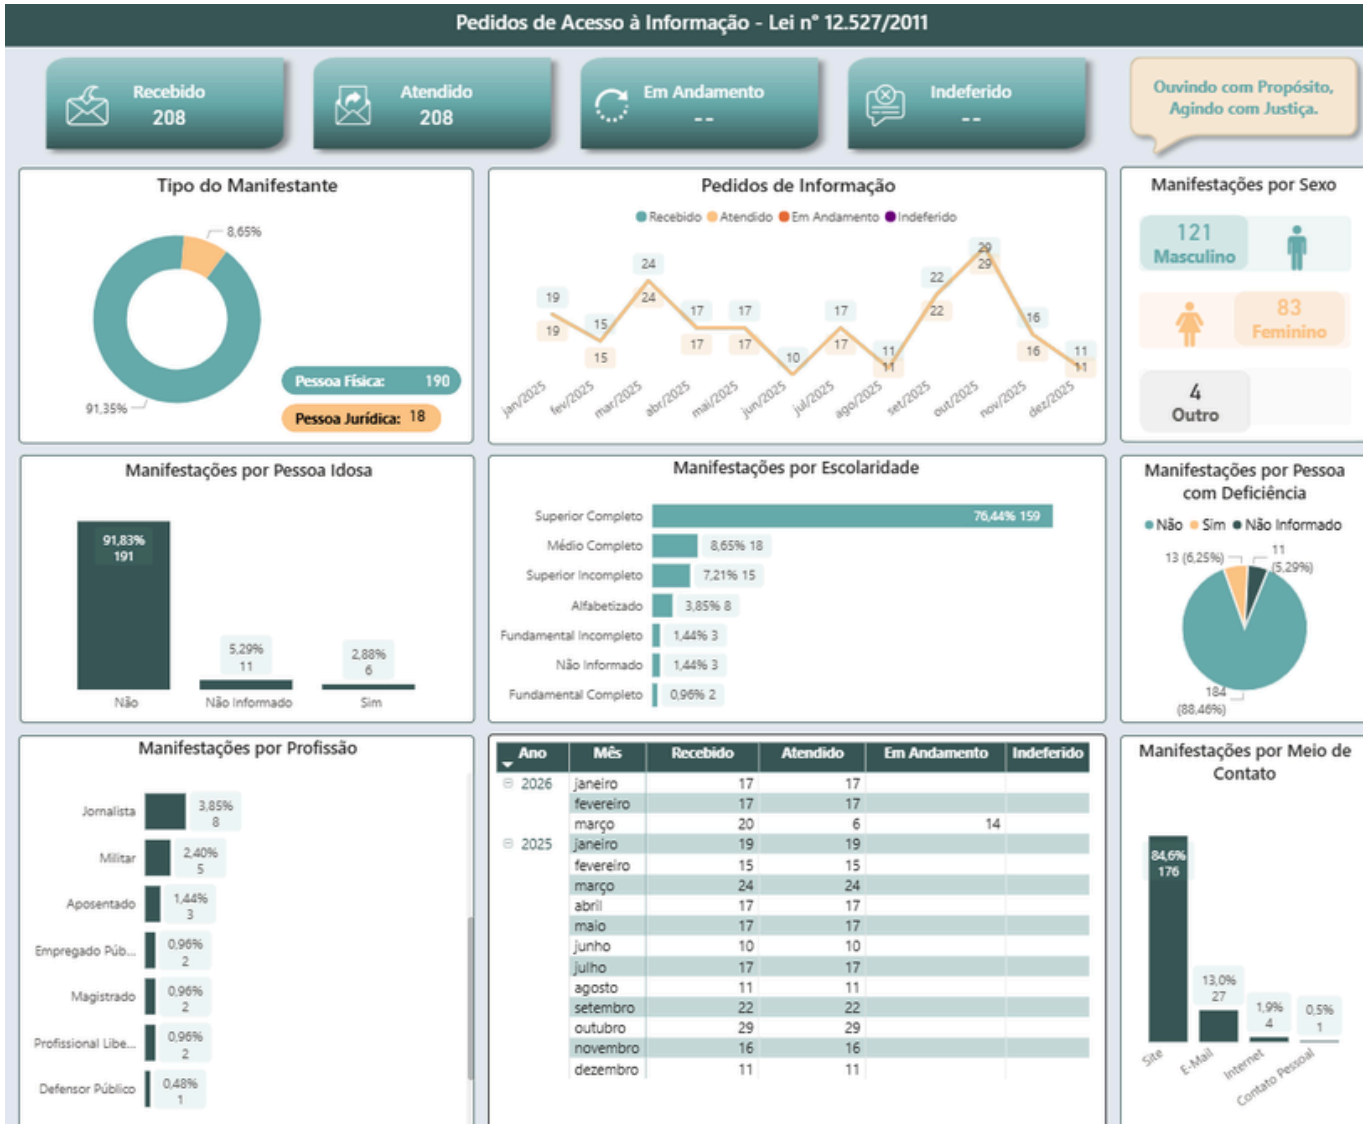 Pedidos de Acesso à Informação - Lei n° 12.527/2011
Recebido
208
Atendido
208
Em Andamento
--
Indeferido
--
Ouvindo com Propósito,
Agindo com Justiça.
Tipo do Manifestante
8,65%
91,35%
Pessoa Física: 190
Pessoa Jurídica: 18
Pedidos de Informação
Recebido Atendido Em Andamento Indeferido
19
19
15
15
24
24
17
17
17
17
10
17
17
11
11
22
22
29
29
16
16
11
11
jan/2025
fev/2025
mar/2025
abr/2025
mai/2025
jun/2025
jul/2025
ago/2025
set/2025
out/2025
nov/2025
dez/2025
Manifestações por Sexo
121
Masculino
83
Feminino
4
Outro
Manifestações por Pessoa Idosa
91,83%
191
5,29%
11
2,88%
6
Não
Não Informado
Sim
Manifestações por Escolaridade
Superior Completo 76,44% 159
Médio Completo 8,65% 18
Superior Incompleto 7,21% 15
Alfabetizado 3,85% 8
Fundamental Incompleto 1,44% 3
Não Informado 1,44% 3
Fundamental Completo 0,96% 2
Manifestações por Pessoa
com Deficiência
Não Sim Não Informado
13 (6,25%)
11
(5,29%)
184
(88,46%)
Manifestações por Profissão
Jornalista
3,85%
8
Militar
2,40%
5
Aposentado
1,44%
3
Empregado Púb...
0,96%
2
Magistrado
0,96%
2
Profissional Libe...
0,96%
2
Defensor Público
0,48%
1
Ano Mês Recebido Atendido Em Andamento Indeferido
2026 janeiro 17 17
fevereiro 17 17
março 20 6 14
2025 janeiro 19 19
fevereiro 15 15
março 24 24
abril 17 17
maio 17 17
junho 10 10
julho 17 17
agosto 11 11
setembro 22 22
outubro 29 29
novembro 16 16
dezembro 11 11
Manifestações por Meio de
Contato
84,6%
176
13,0%
27
1,9%
4
0,5%
1
Site
E-Mail
Internet
Contato Pessoal